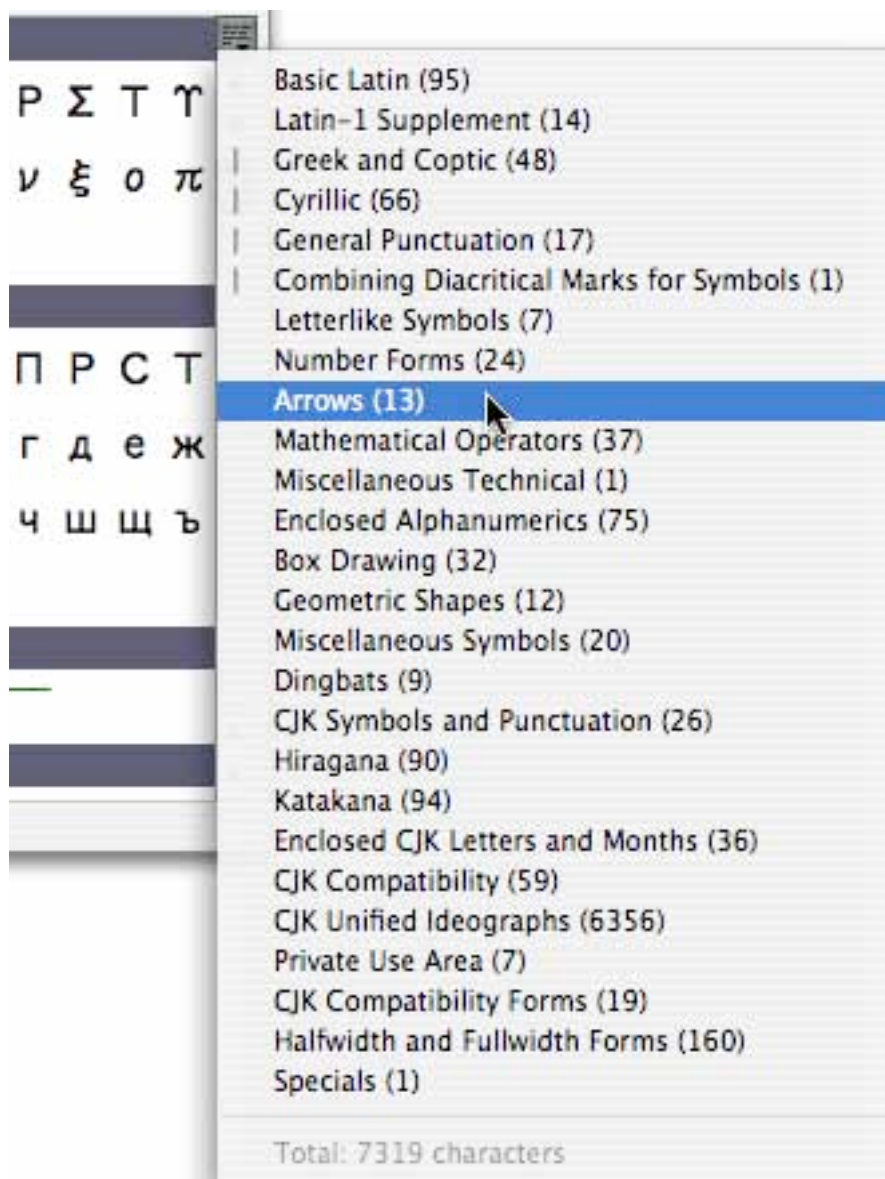 Ρ Σ Τ ϒ
ν ξ ο π
П Р С Т
г д е ж
ч ш щ ъ
Basic Latin (95)
Latin-1 Supplement (14)
Greek and Coptic (48)
Cyrillic (66)
General Punctuation (17)
Combining Diacritical Marks for Symbols (1)
Letterlike Symbols (7)
Number Forms (24)
Arrows (13)
Mathematical Operators (37)
Miscellaneous Technical (1)
Enclosed Alphanumerics (75)
Box Drawing (32)
Geometric Shapes (12)
Miscellaneous Symbols (20)
Dingbats (9)
CJK Symbols and Punctuation (26)
Hiragana (90)
Katakana (94)
Enclosed CJK Letters and Months (36)
CJK Compatibility (59)
CJK Unified Ideographs (6356)
Private Use Area (7)
CJK Compatibility Forms (19)
Halfwidth and Fullwidth Forms (160)
Specials (1)
Total: 7319 characters